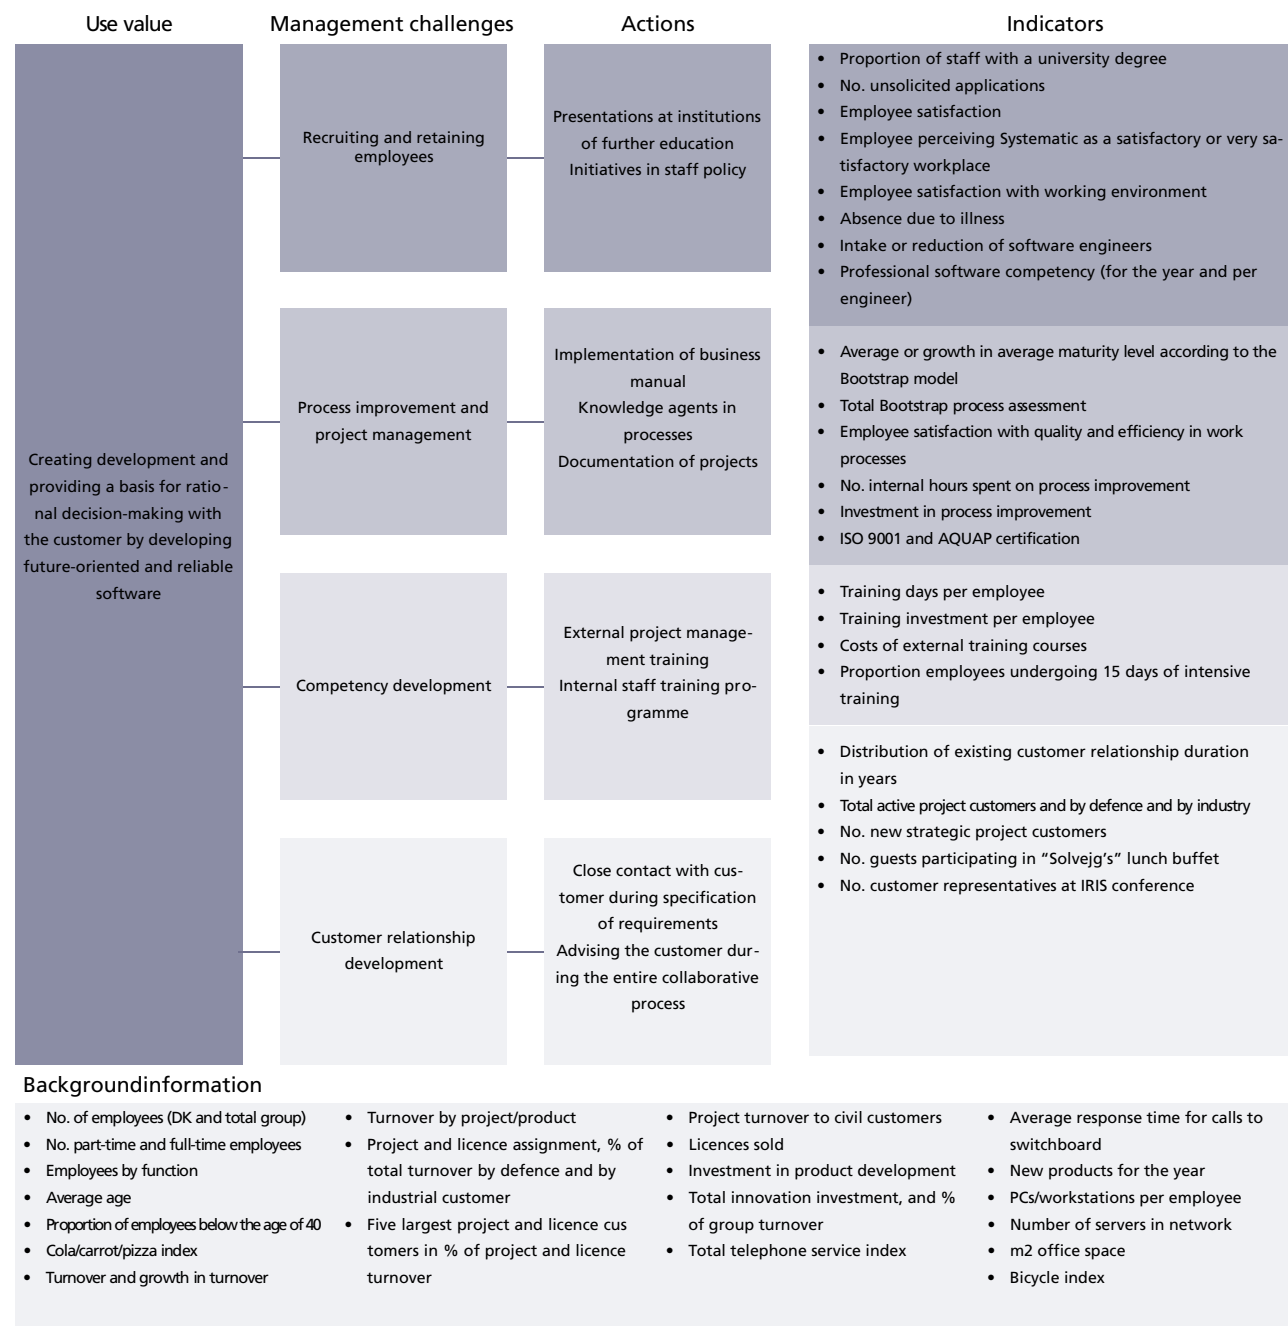 Use value
Management challenges
Actions
Indicators
Creating development and
providing a basis for ratio-
nal decision-making with
the customer by developing
future-oriented and reliable
software
Recruiting and retaining
employees
Presentations at institutions
of further education
Initiatives in staff policy
• Proportion of staff with a university degree
• No. unsolicited applications
• Employee satisfaction
• Employee perceiving Systematic as a satisfactory or very sa-
tisfactory workplace
• Employee satisfaction with working environment
• Absence due to illness
• Intake or reduction of software engineers
• Professional software competency (for the year and per
engineer)
Process improvement and
project management
Implementation of business
manual
Knowledge agents in
processes
Documentation of projects
• Average or growth in average maturity level according to the
Bootstrap model
• Total Bootstrap process assessment
• Employee satisfaction with quality and efficiency in work
processes
• No. internal hours spent on process improvement
• Investment in process improvement
• ISO 9001 and AQUAP certification
Competency development
External project manage-
ment training
Internal staff training pro-
gramme
• Training days per employee
• Training investment per employee
• Costs of external training courses
• Proportion employees undergoing 15 days of intensive
training
Customer relationship
development
Close contact with cus-
tomer during specification
of requirements
Advising the customer dur-
ing the entire collaborative
process
• Distribution of existing customer relationship duration
in years
• Total active project customers and by defence and by industry
• No. new strategic project customers
• No. guests participating in “Solvejg’s” lunch buffet
• No. customer representatives at IRIS conference
Backgroundinformation
• No. of employees (DK and total group)
• No. part-time and full-time employees
• Employees by function
• Average age
• Proportion of employees below the age of 40
• Cola/carrot/pizza index
• Turnover and growth in turnover
• Turnover by project/product
• Project and licence assignment, % of
total turnover by defence and by
industrial customer
• Five largest project and licence cus
tomers in % of project and licence
turnover
• Project turnover to civil customers
• Licences sold
• Investment in product development
• Total innovation investment, and %
of group turnover
• Total telephone service index
• Average response time for calls to
switchboard
• New products for the year
• PCs/workstations per employee
• Number of servers in network
• m2 office space
• Bicycle index